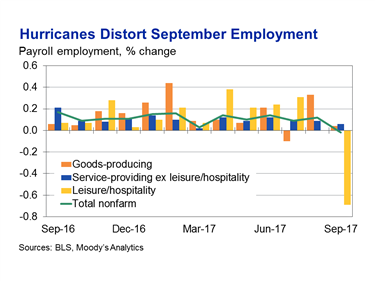 Hurricanes Distort September Employment
Payroll employment, % change
0.6
0.4
0.2
0.0
-0.2
-0.4
-0.6
-0.8
Goods-producing
Service-providing ex leisure/hospitality
Leisure/hospitality
Total nonfarm
Sep-16 Dec-16 Mar-17 Jun-17 Sep-17
Sources: BLS, Moody's Analytics